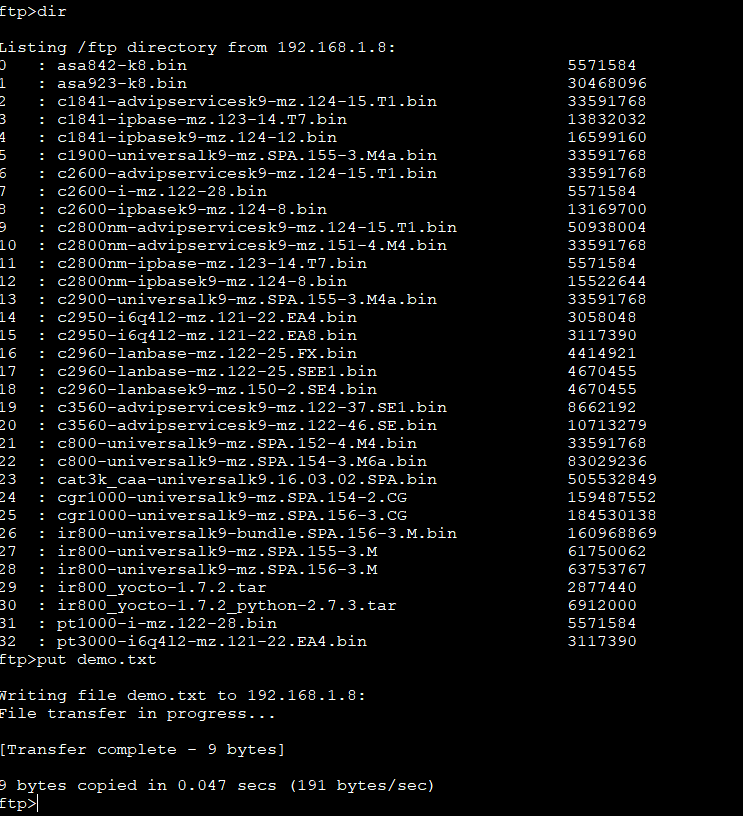 ftp>dir
Listing /ftp directory from 192.168.1.8:
0 : asa842-k8.bin 5571584
1 : asa923-k8.bin 30468096
2 : c1841-advipservicesk9-mz.124-15.T1.bin 33591768
3 : c1841-ipbase-mz.123-14.T7.bin 13832032
4 : c1841-ipbasek9-mz.124-12.bin 16599160
5 : c1900-universalk9-mz.SPA.155-3.M4a.bin 33591768
6 : c2600-advipservicesk9-mz.124-15.T1.bin 33591768
7 : c2600-i-mz.122-28.bin 5571584
8 : c2600-ipbasek9-mz.124-8.bin 13169700
9 : c2800nm-advipservicesk9-mz.124-15.T1.bin 50938004
10 : c2800nm-advipservicesk9-mz.151-4.M4.bin 33591768
11 : c2800nm-ipbase-mz.123-14.T7.bin 5571584
12 : c2800nm-ipbasek9-mz.124-8.bin 15522644
13 : c2900-universalk9-mz.SPA.155-3.M4a.bin 33591768
14 : c2950-i6q4l2-mz.121-22.EA4.bin 3058048
15 : c2950-i6q4l2-mz.121-22.EA8.bin 3117390
16 : c2960-lanbase-mz.122-25.FX.bin 4414921
17 : c2960-lanbase-mz.122-25.SEE1.bin 4670455
18 : c2960-lanbasek9-mz.150-2.SE4.bin 4670455
19 : c3560-advipservicesk9-mz.122-37.SE1.bin 8662192
20 : c3560-advipservicesk9-mz.122-46.SE.bin 10713279
21 : c800-universalk9-mz.SPA.152-4.M4.bin 33591768
22 : c800-universalk9-mz.SPA.154-3.M6a.bin 83029236
23 : cat3k_caa-universalk9.16.03.02.SPA.bin 505532849
24 : cgr1000-universalk9-mz.SPA.154-2.CG 159487552
25 : cgr1000-universalk9-mz.SPA.156-3.CG 184530138
26 : ir800-universalk9-bundle.SPA.156-3.M.bin 160968869
27 : ir800-universalk9-mz.SPA.155-3.M 61750062
28 : ir800-universalk9-mz.SPA.156-3.M 63753767
29 : ir800_yocto-1.7.2.tar 2877440
30 : ir800_yocto-1.7.2_python-2.7.3.tar 6912000
31 : pt1000-i-mz.122-28.bin 5571584
32 : pt3000-i6q4l2-mz.121-22.EA4.bin 3117390
ftp>put demo.txt
Writing file demo.txt to 192.168.1.8:
File transfer in progress...
[Transfer complete - 9 bytes]
9 bytes copied in 0.047 secs (191 bytes/sec)
ftp>